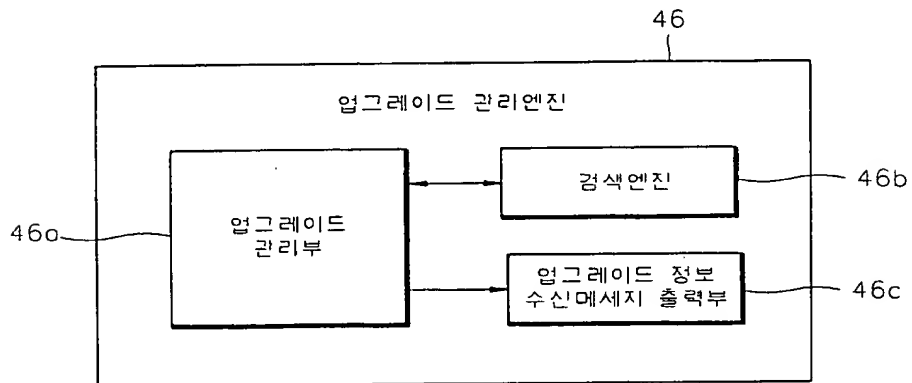 46
업그레이드 관리엔진
검색엔진
46b
46a
업그레이드
관리부
업그레이드 정보
수신메세지 출력부
46c